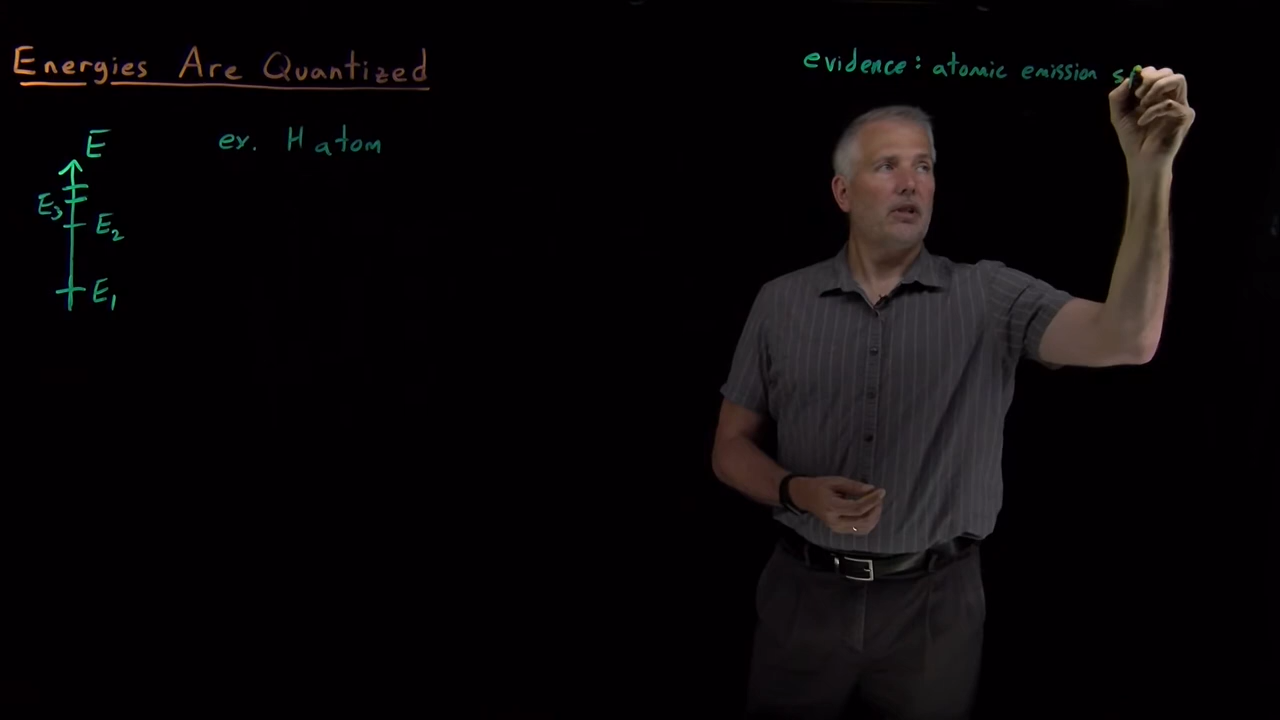 Energies Are Quantized
evidence: atomic emission
E
ex. H atom
E3
E2
E1